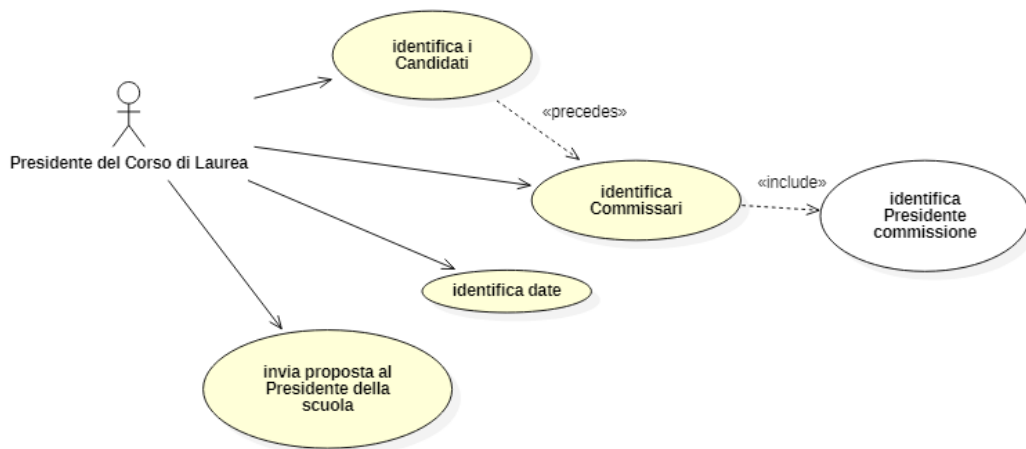 identifica i
Candidati
«precedes»
Presidente del Corso di Laurea
identifica
Commissari
«include»
identifica
Presidente
commissione
identifica date
invia proposta al
Presidente della
scuola